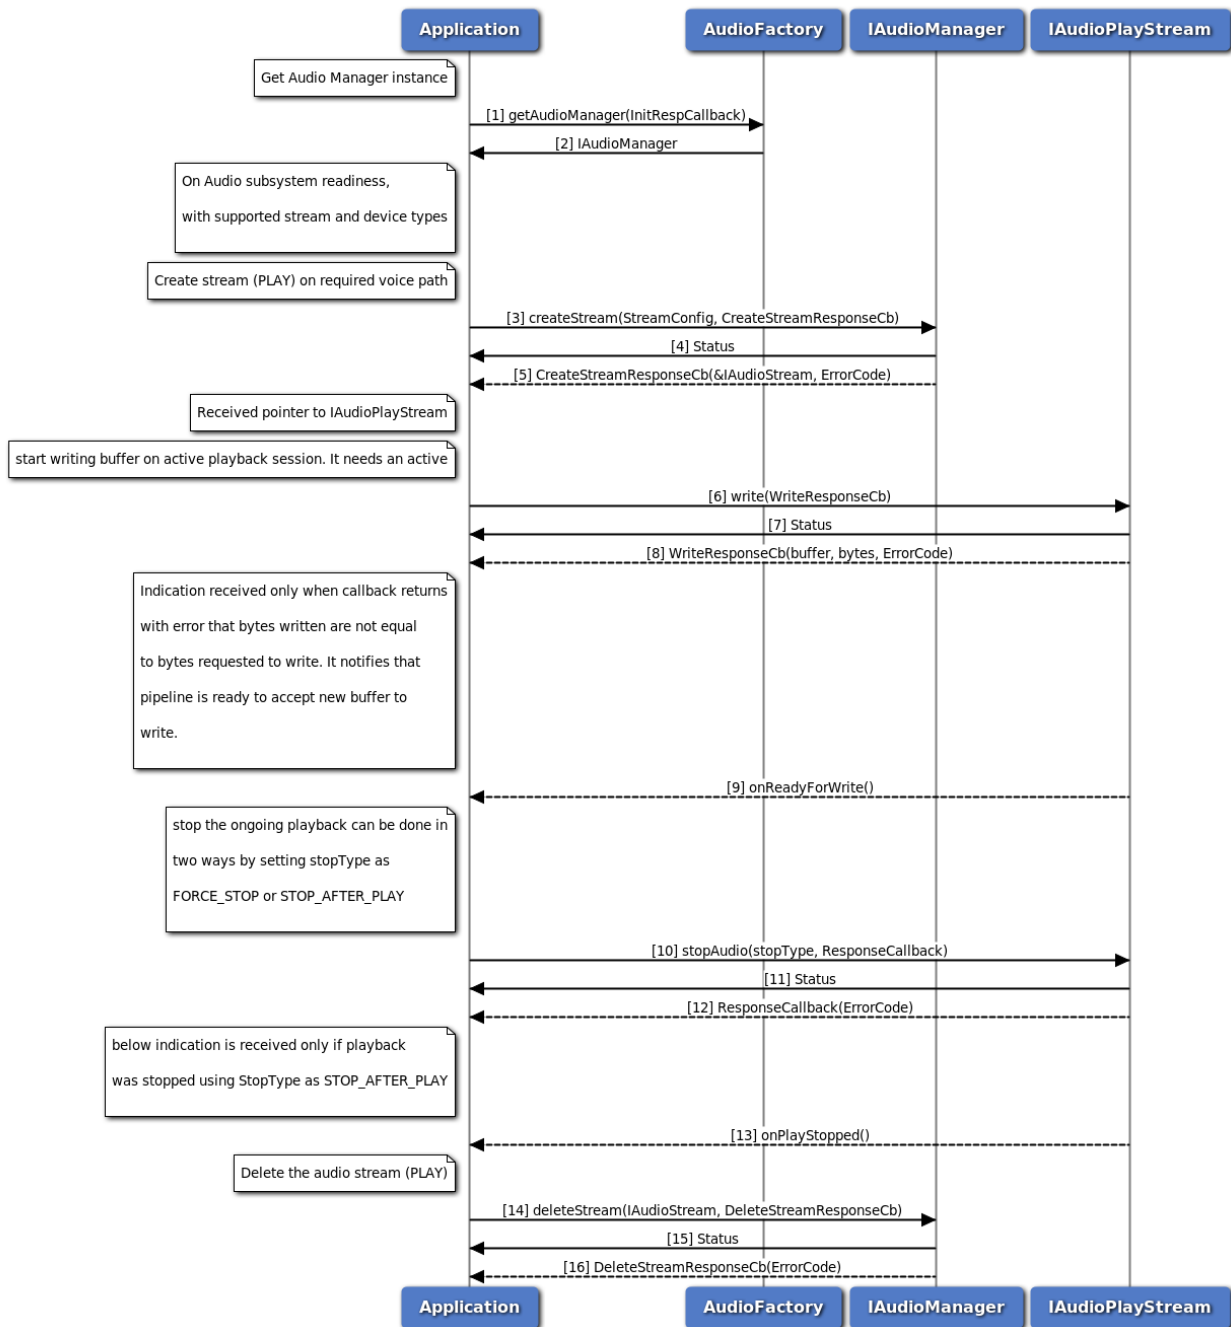 Application
AudioFactory
IAudioManager
IAudioPlayStream
Get Audio Manager instance
[1] getAudioManager(InitRespCallback)
[2] IAudioManager
On Audio subsystem readiness,
with supported stream and device types
Create stream (PLAY) on required voice path
[3] createStream(StreamConfig, CreateStreamResponseCb)
[4] Status
[5] CreateStreamResponseCb(&IAudioStream, ErrorCode)
Received pointer to IAudioPlayStream
start writing buffer on active playback session. It needs an active
[6] write(WriteResponseCb)
[7] Status
[8] WriteResponseCb(buffer, bytes, ErrorCode)
Indication received only when callback returns
with error that bytes written are not equal
to bytes requested to write. It notifies that
pipeline is ready to accept new buffer to
write.
[9] onReadyForWrite()
stop the ongoing playback can be done in
two ways by setting stopType as
FORCE_STOP or STOP_AFTER_PLAY
[10] stopAudio(stopType, ResponseCallback)
[11] Status
[12] ResponseCallback(ErrorCode)
below indication is received only if playback
was stopped using StopType as STOP_AFTER_PLAY
[13] onPlayStopped()
Delete the audio stream (PLAY)
[14] deleteStream(IAudioStream, DeleteStreamResponseCb)
[15] Status
[16] DeleteStreamResponseCb(ErrorCode)
Application
AudioFactory
IAudioManager
IAudioPlayStream